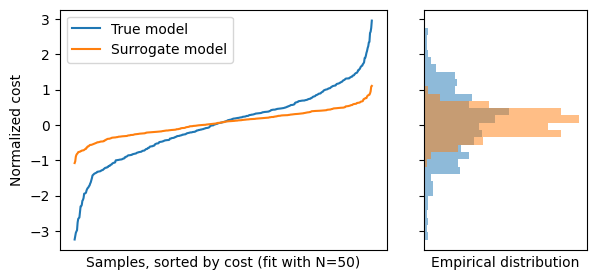 True model
Surrogate model
Normalized cost
3
2
1
0
−1
−2
−3
Samples, sorted by cost (fit with N=50)
Empirical distribution